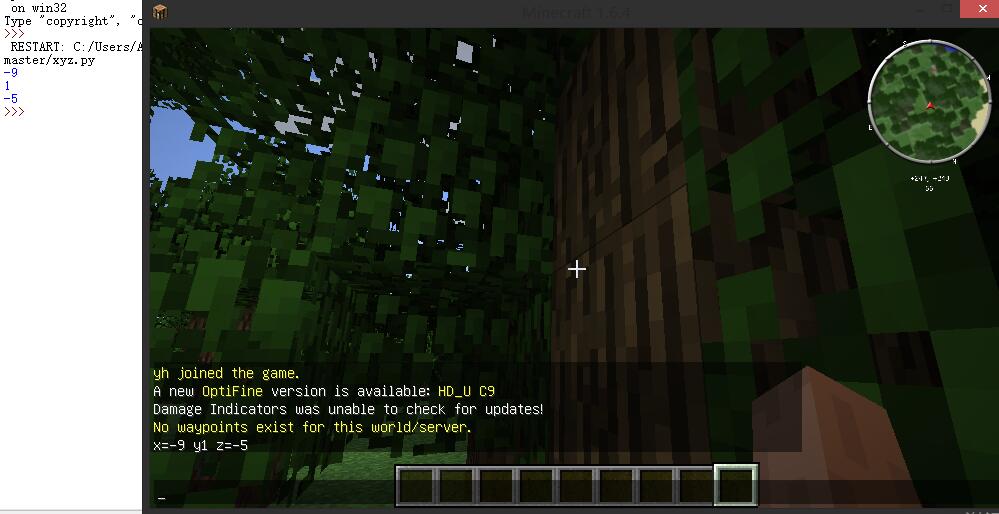 on win32
Type "copyright", "c
>>>
RESTART: C:/Users/A
master/xyz.py
-9
1
-5
>>>
Minecraft 1.6.4
yh joined the game.
A new OptiFine version is available: HD_U C9
Damage Indicators was unable to check for updates!
No waypoints exist for this world/server.
x=-9 y1 z=-5
_